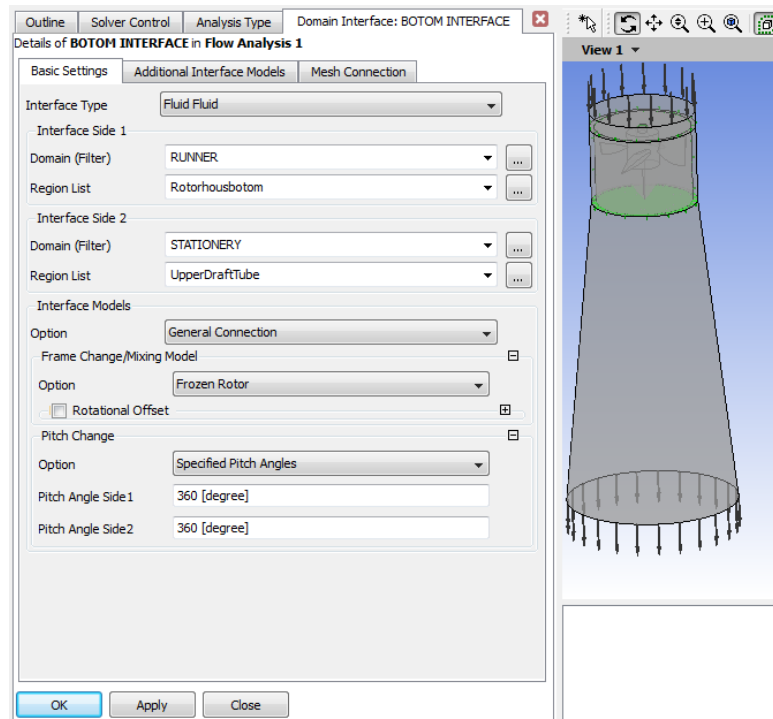 Outline Solver Control Analysis Type Domain Interface: BOTOM INTERFACE
Details of BOTOM INTERFACE in Flow Analysis 1
Basic Settings Additional Interface Models Mesh Connection
Interface Type Fluid Fluid
Interface Side 1
Domain (Filter) RUNNER ...
Region List Rotorhousbotom ...
Interface Side 2
Domain (Filter) STATIONERY ...
Region List UpperDraftTube ...
Interface Models
Option General Connection
Frame Change/Mixing Model
Option Frozen Rotor
Rotational Offset
Pitch Change
Option Specified Pitch Angles
Pitch Angle Side1 360 [degree]
Pitch Angle Side2 360 [degree]
OK Apply Close
View 1